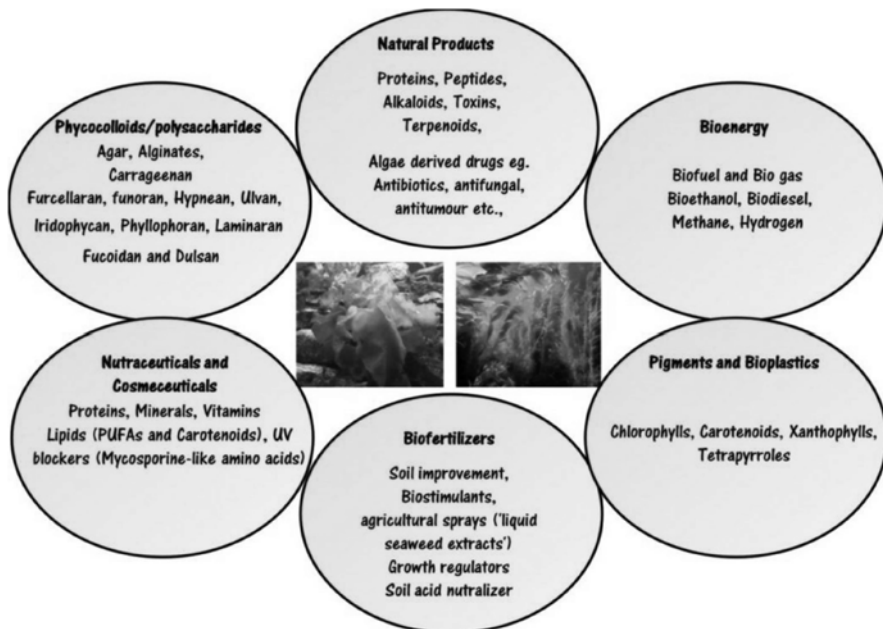 Natural Products
Proteins, Peptides,
Alkaloids, Toxins,
Terpenoids,
Algae derived drugs eg.
Antibiotics, antifungal,
antitumour etc.,
Phycocolloids/polysaccharides
Agar, Alginates,
Carrageenan
Furcellaran, funoran, Hypnean, Ulvan,
Iridophycan, Phyllophoran, Laminaran
Fucoidan and Dulsan
Bioenergy
Biofuel and Bio gas
Bioethanol, Biodiesel,
Methane, Hydrogen
Nutraceuticals and
Cosmeceuticals
Proteins, Minerals, Vitamins
Lipids (PUFAs and Carotenoids), UV
blockers (Mycosporine-like amino acids)
Biofertilizers
Soil improvement,
Biostimulants,
agricultural sprays ('liquid
seaweed extracts')
Growth regulators
Soil acid nutralizer
Pigments and Bioplastics
Chlorophylls, Carotenoids, Xanthophylls,
Tetrapyrroles